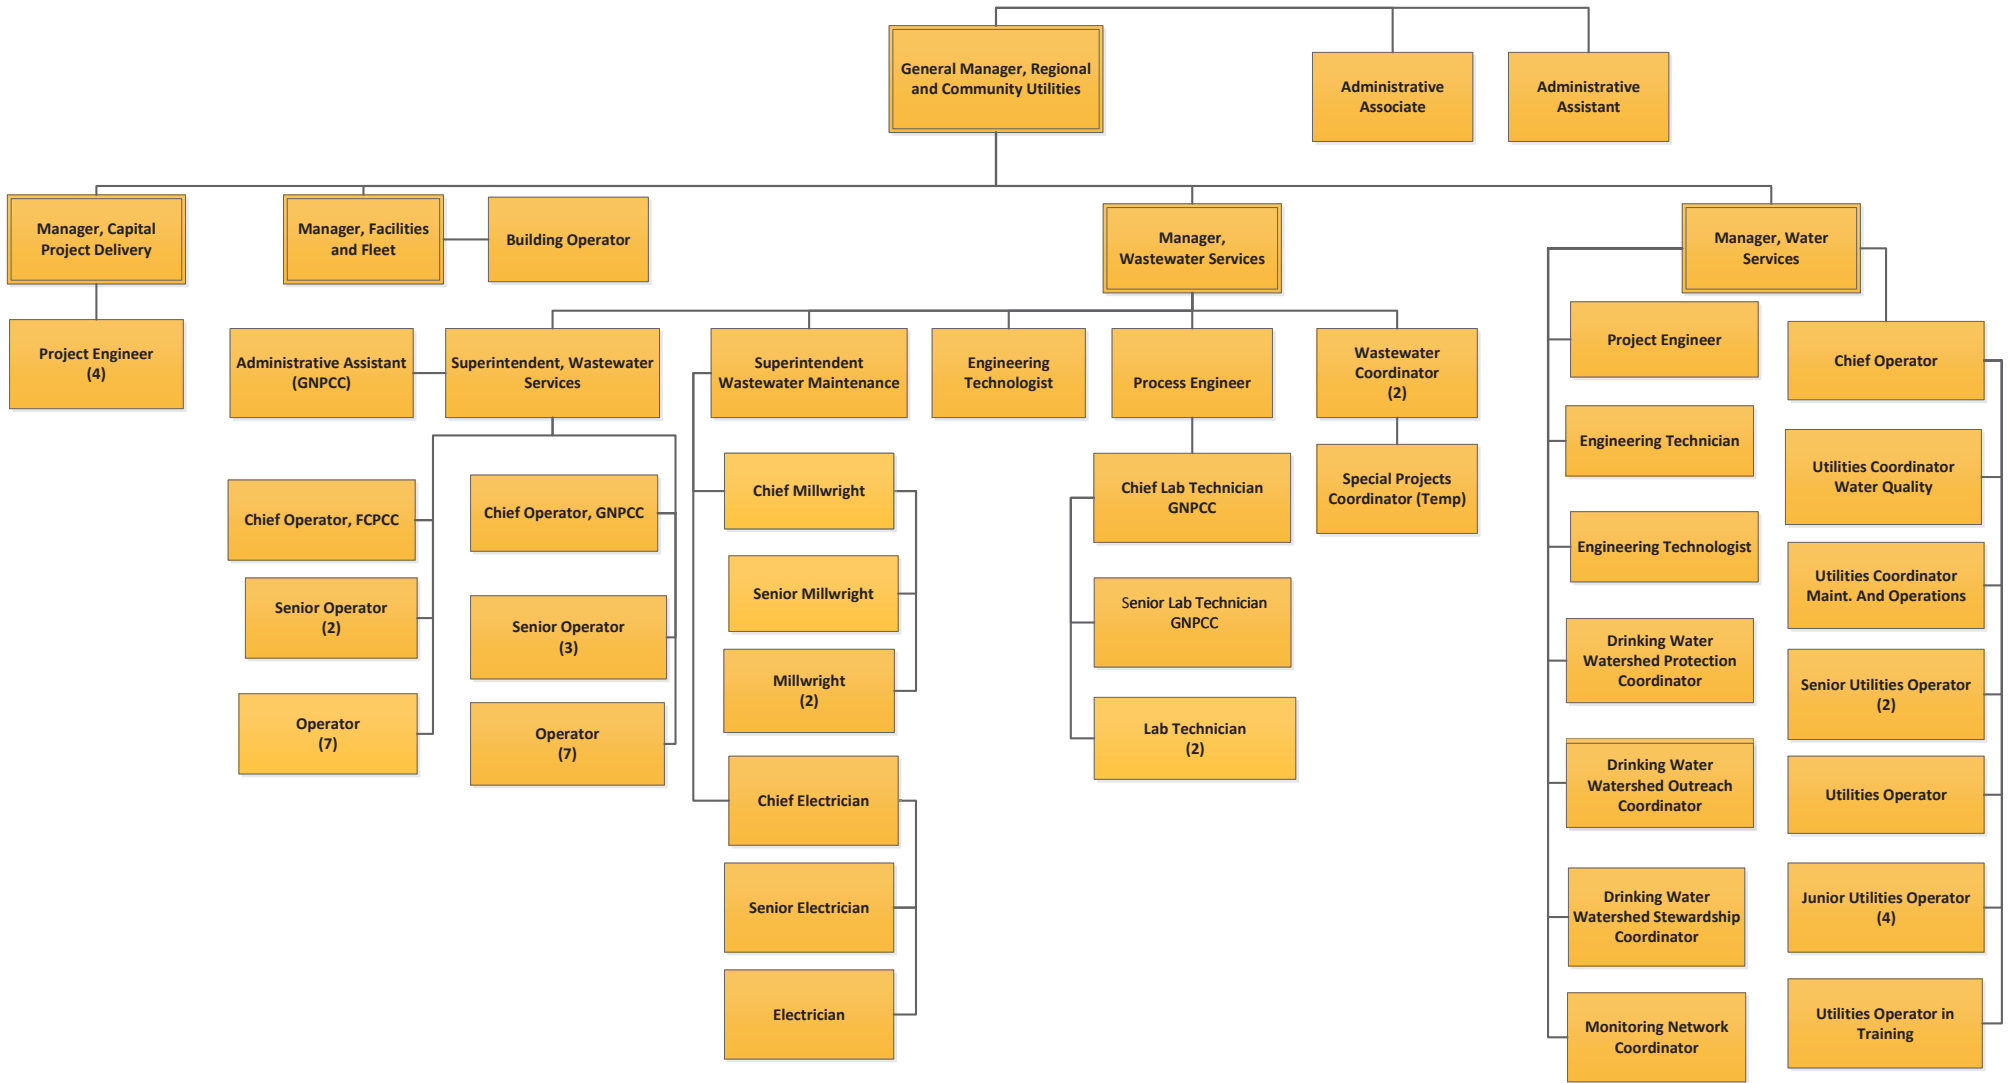 General Manager, Regional
and Community Utilities
Administrative
Associate
Administrative
Assistant
Manager, Capital
Project Delivery
Manager, Facilities
and Fleet
Building Operator
Manager,
Wastewater Services
Manager, Water
Services
Project Engineer
(4)
Administrative Assistant
(GNPCC)
Superintendent, Wastewater
Services
Superintendent
Wastewater Maintenance
Engineering
Technologist
Process Engineer
Wastewater
Coordinator
(2)
Project Engineer
Chief Operator
Chief Operator, FCPCC
Senior Operator
(2)
Operator
(7)
Chief Operator, GNPCC
Senior Operator
(3)
Operator
(7)
Chief Millwright
Senior Millwright
Millwright
(2)
Chief Electrician
Senior Electrician
Electrician
Chief Lab Technician
GNPCC
Senior Lab Technician
GNPCC
Lab Technician
(2)
Special Projects
Coordinator (Temp)
Engineering Technician
Engineering Technologist
Drinking Water
Watershed Protection
Coordinator
Drinking Water
Watershed Outreach
Coordinator
Drinking Water
Watershed Stewardship
Coordinator
Monitoring Network
Coordinator
Utilities Coordinator
Water Quality
Utilities Coordinator
Maint. And Operations
Senior Utilities Operator
(2)
Utilities Operator
Junior Utilities Operator
(4)
Utilities Operator in
Training